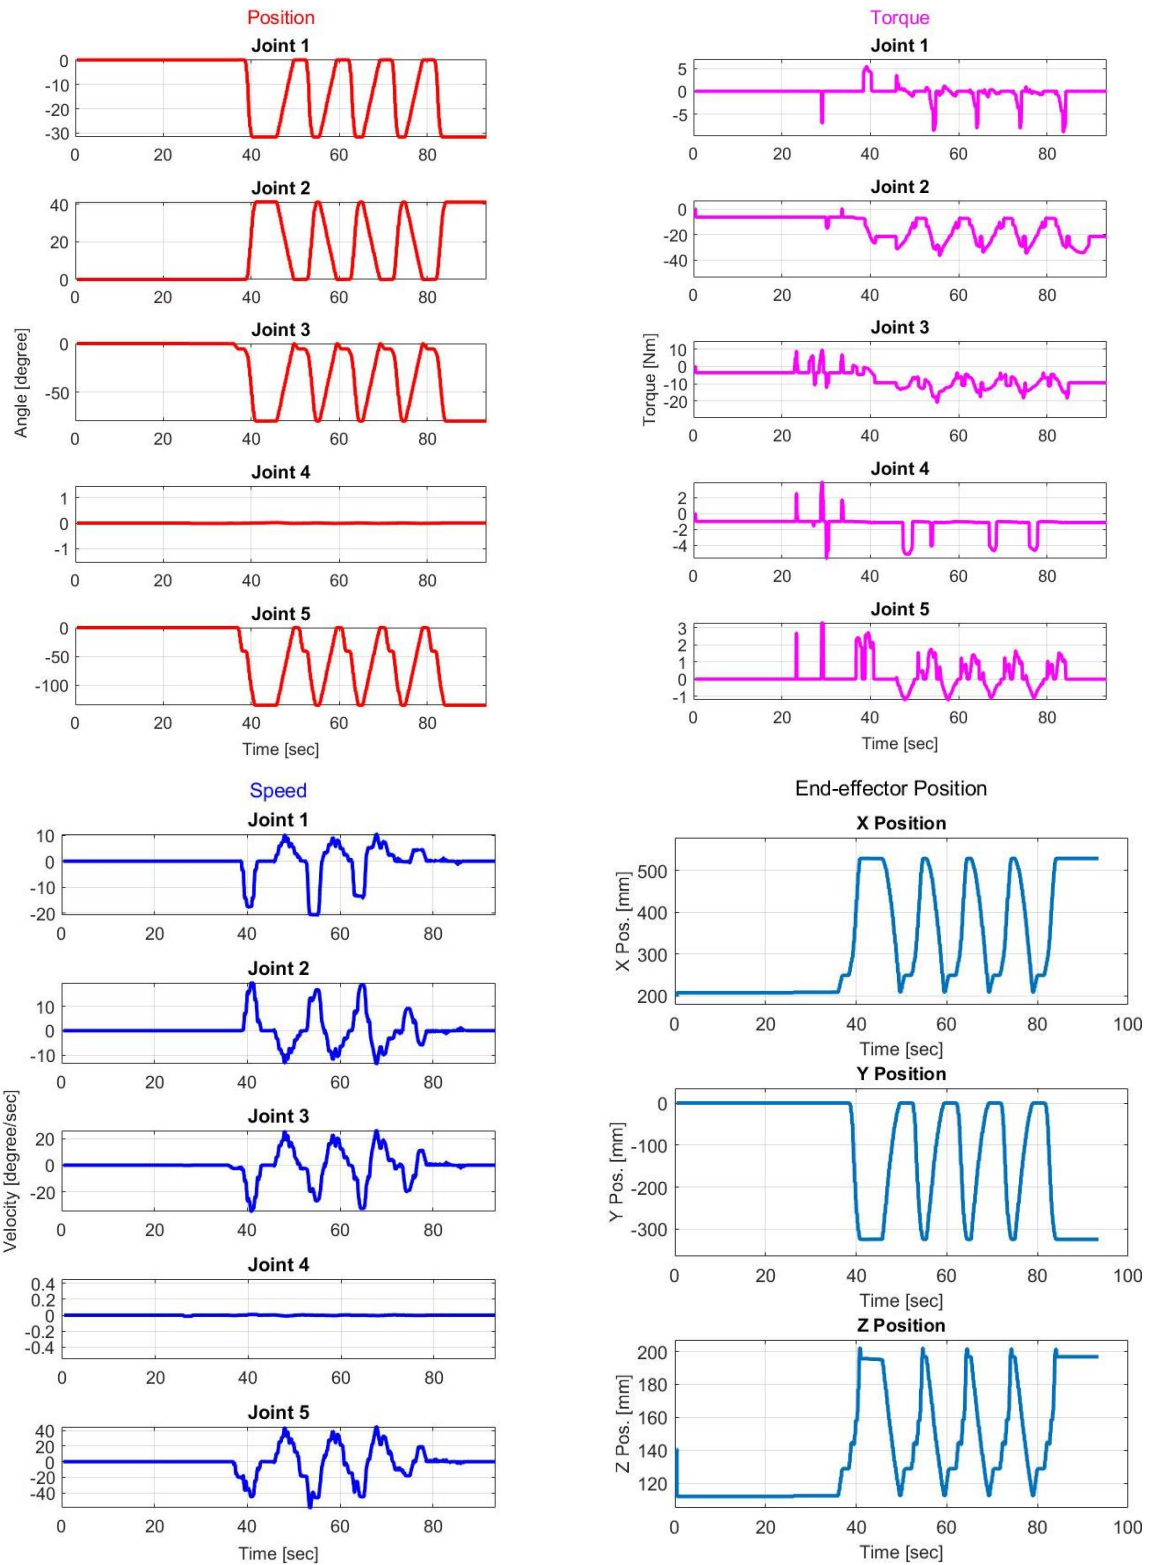 Position
Joint 1
0
-10
-20
-30
0 20 40 60 80
Joint 2
40
20
0
0 20 40 60 80
Joint 3
0
-50
0 20 40 60 80
Joint 4
1
0
-1
0 20 40 60 80
Joint 5
0
-50
-100
0 20 40 60 80
Time [sec]
Angle [degree]
Torque
Joint 1
5
0
-5
0 20 40 60 80
Joint 2
0
-20
-40
0 20 40 60 80
Joint 3
10
0
-10
-20
0 20 40 60 80
Joint 4
2
0
-2
-4
0 20 40 60 80
Joint 5
3
2
1
0
-1
0 20 40 60 80
Time [sec]
Torque [Nm]
Speed
Joint 1
10
0
-10
-20
0 20 40 60 80
Joint 2
10
0
-10
0 20 40 60 80
Joint 3
20
0
-20
0 20 40 60 80
Joint 4
0.4
0.2
0
-0.2
-0.4
0 20 40 60 80
Joint 5
40
20
0
-20
-40
0 20 40 60 80
Time [sec]
Velocity [degree/sec]
End-effector Position
X Position
500
400
300
200
0 20 40 60 80 100
Time [sec]
X Pos. [mm]
Y Position
0
-100
-200
-300
0 20 40 60 80 100
Time [sec]
Y Pos. [mm]
Z Position
200
180
160
140
120
0 20 40 60 80 100
Time [sec]
Z Pos. [mm]